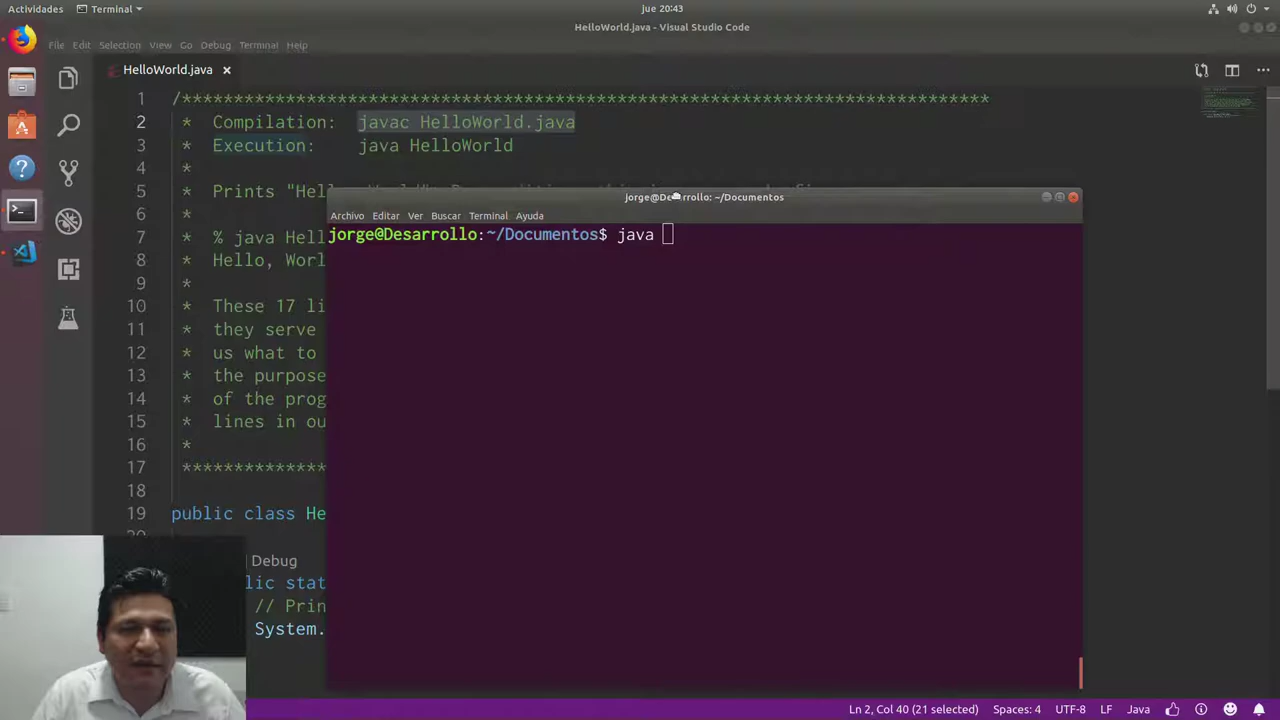 Actividades
Terminal
jue 20:43
HelloWorld.java - Visual Studio Code
File Edit Selection View Go Debug Terminal Help
HelloWorld.java
1 /******************************************************************************
2 * Compilation: javac HelloWorld.java
3 * Execution: java HelloWorld
4 *
5 * Prints "Hell
6 *
7 * % java Hell
8 * Hello, Worl
9 *
10 * These 17 li
11 * they serve
12 * us what to
13 * the purpose
14 * of the prog
15 * lines in ou
16 *
17 **************
18
19 public class He
Debug
lic stat
// Prin
System.
jorge@Desarrollo: ~/Documentos
Archivo Editar Ver Buscar Terminal Ayuda
jorge@Desarrollo:~/Documentos$ java
Ln 2, Col 40 (21 selected) Spaces: 4 UTF-8 LF Java